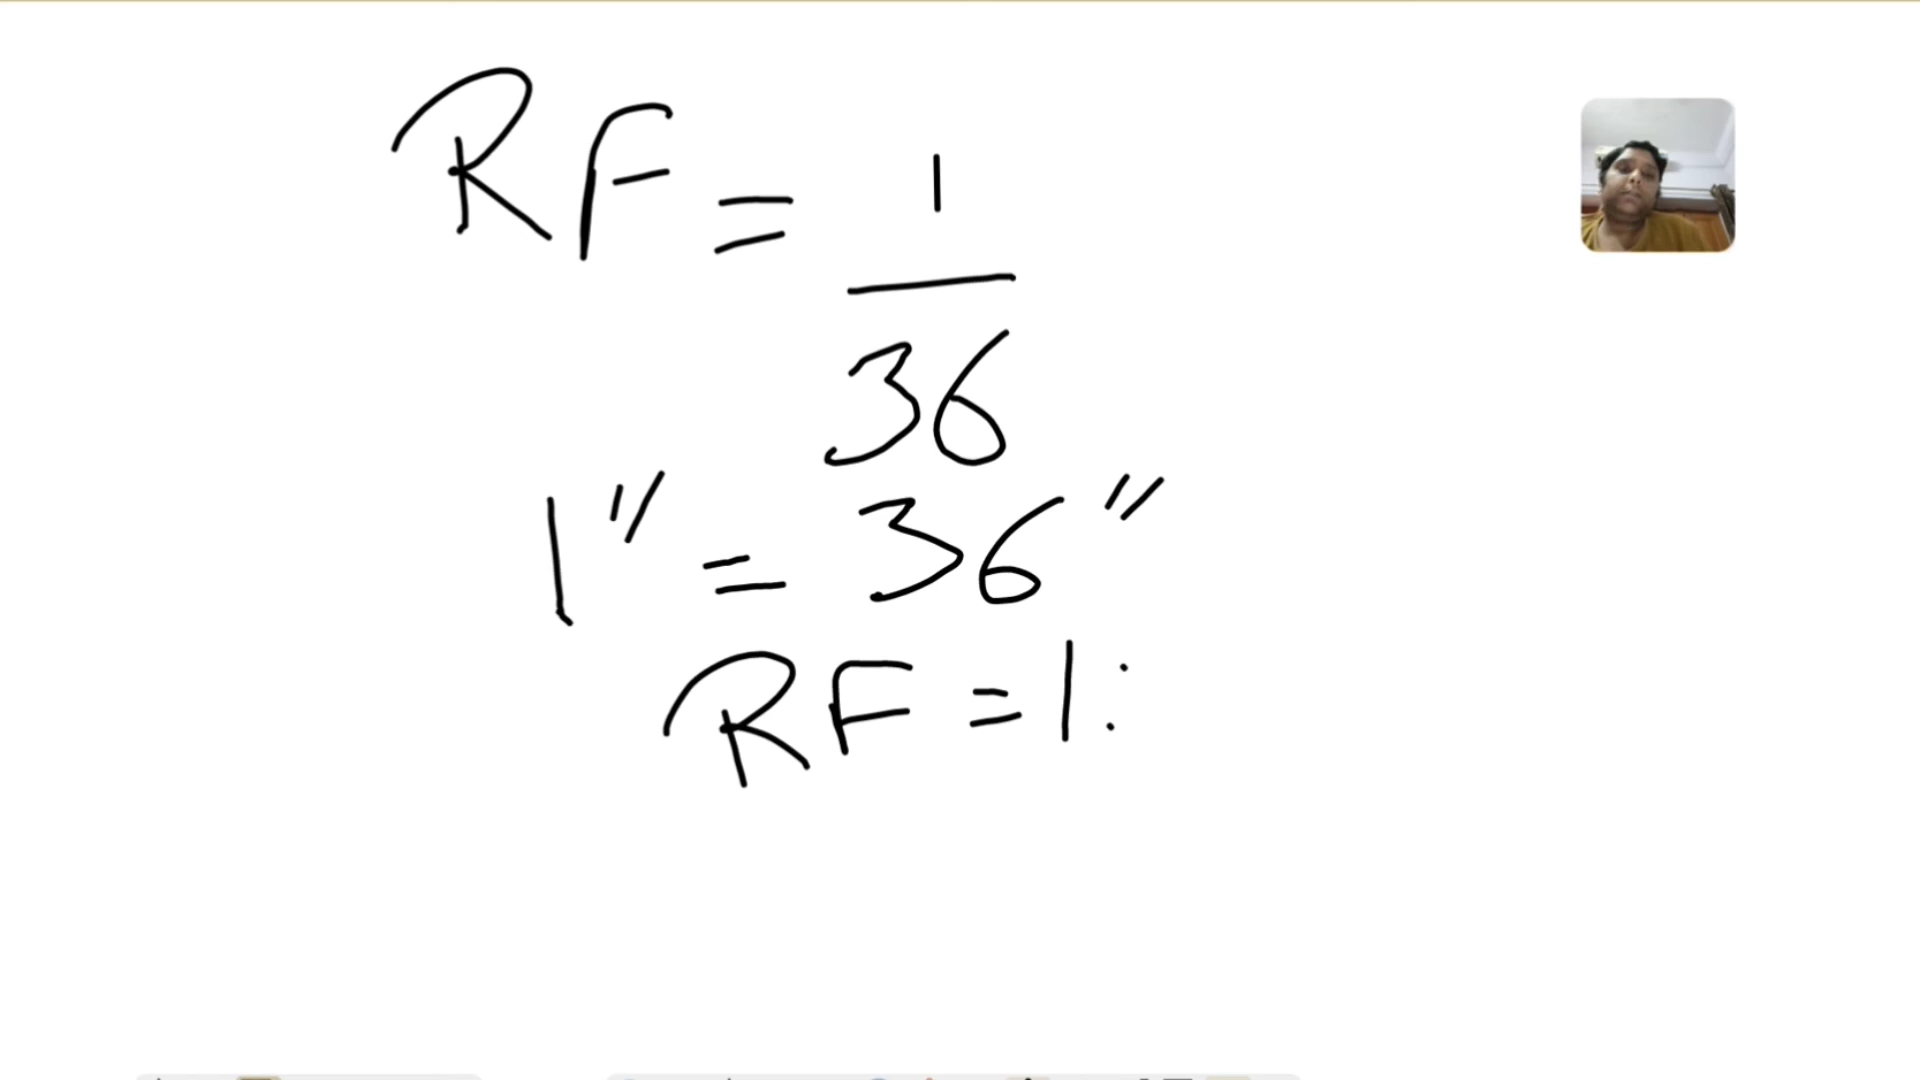 RF = 1
36
1" = 36"
RF = 1: